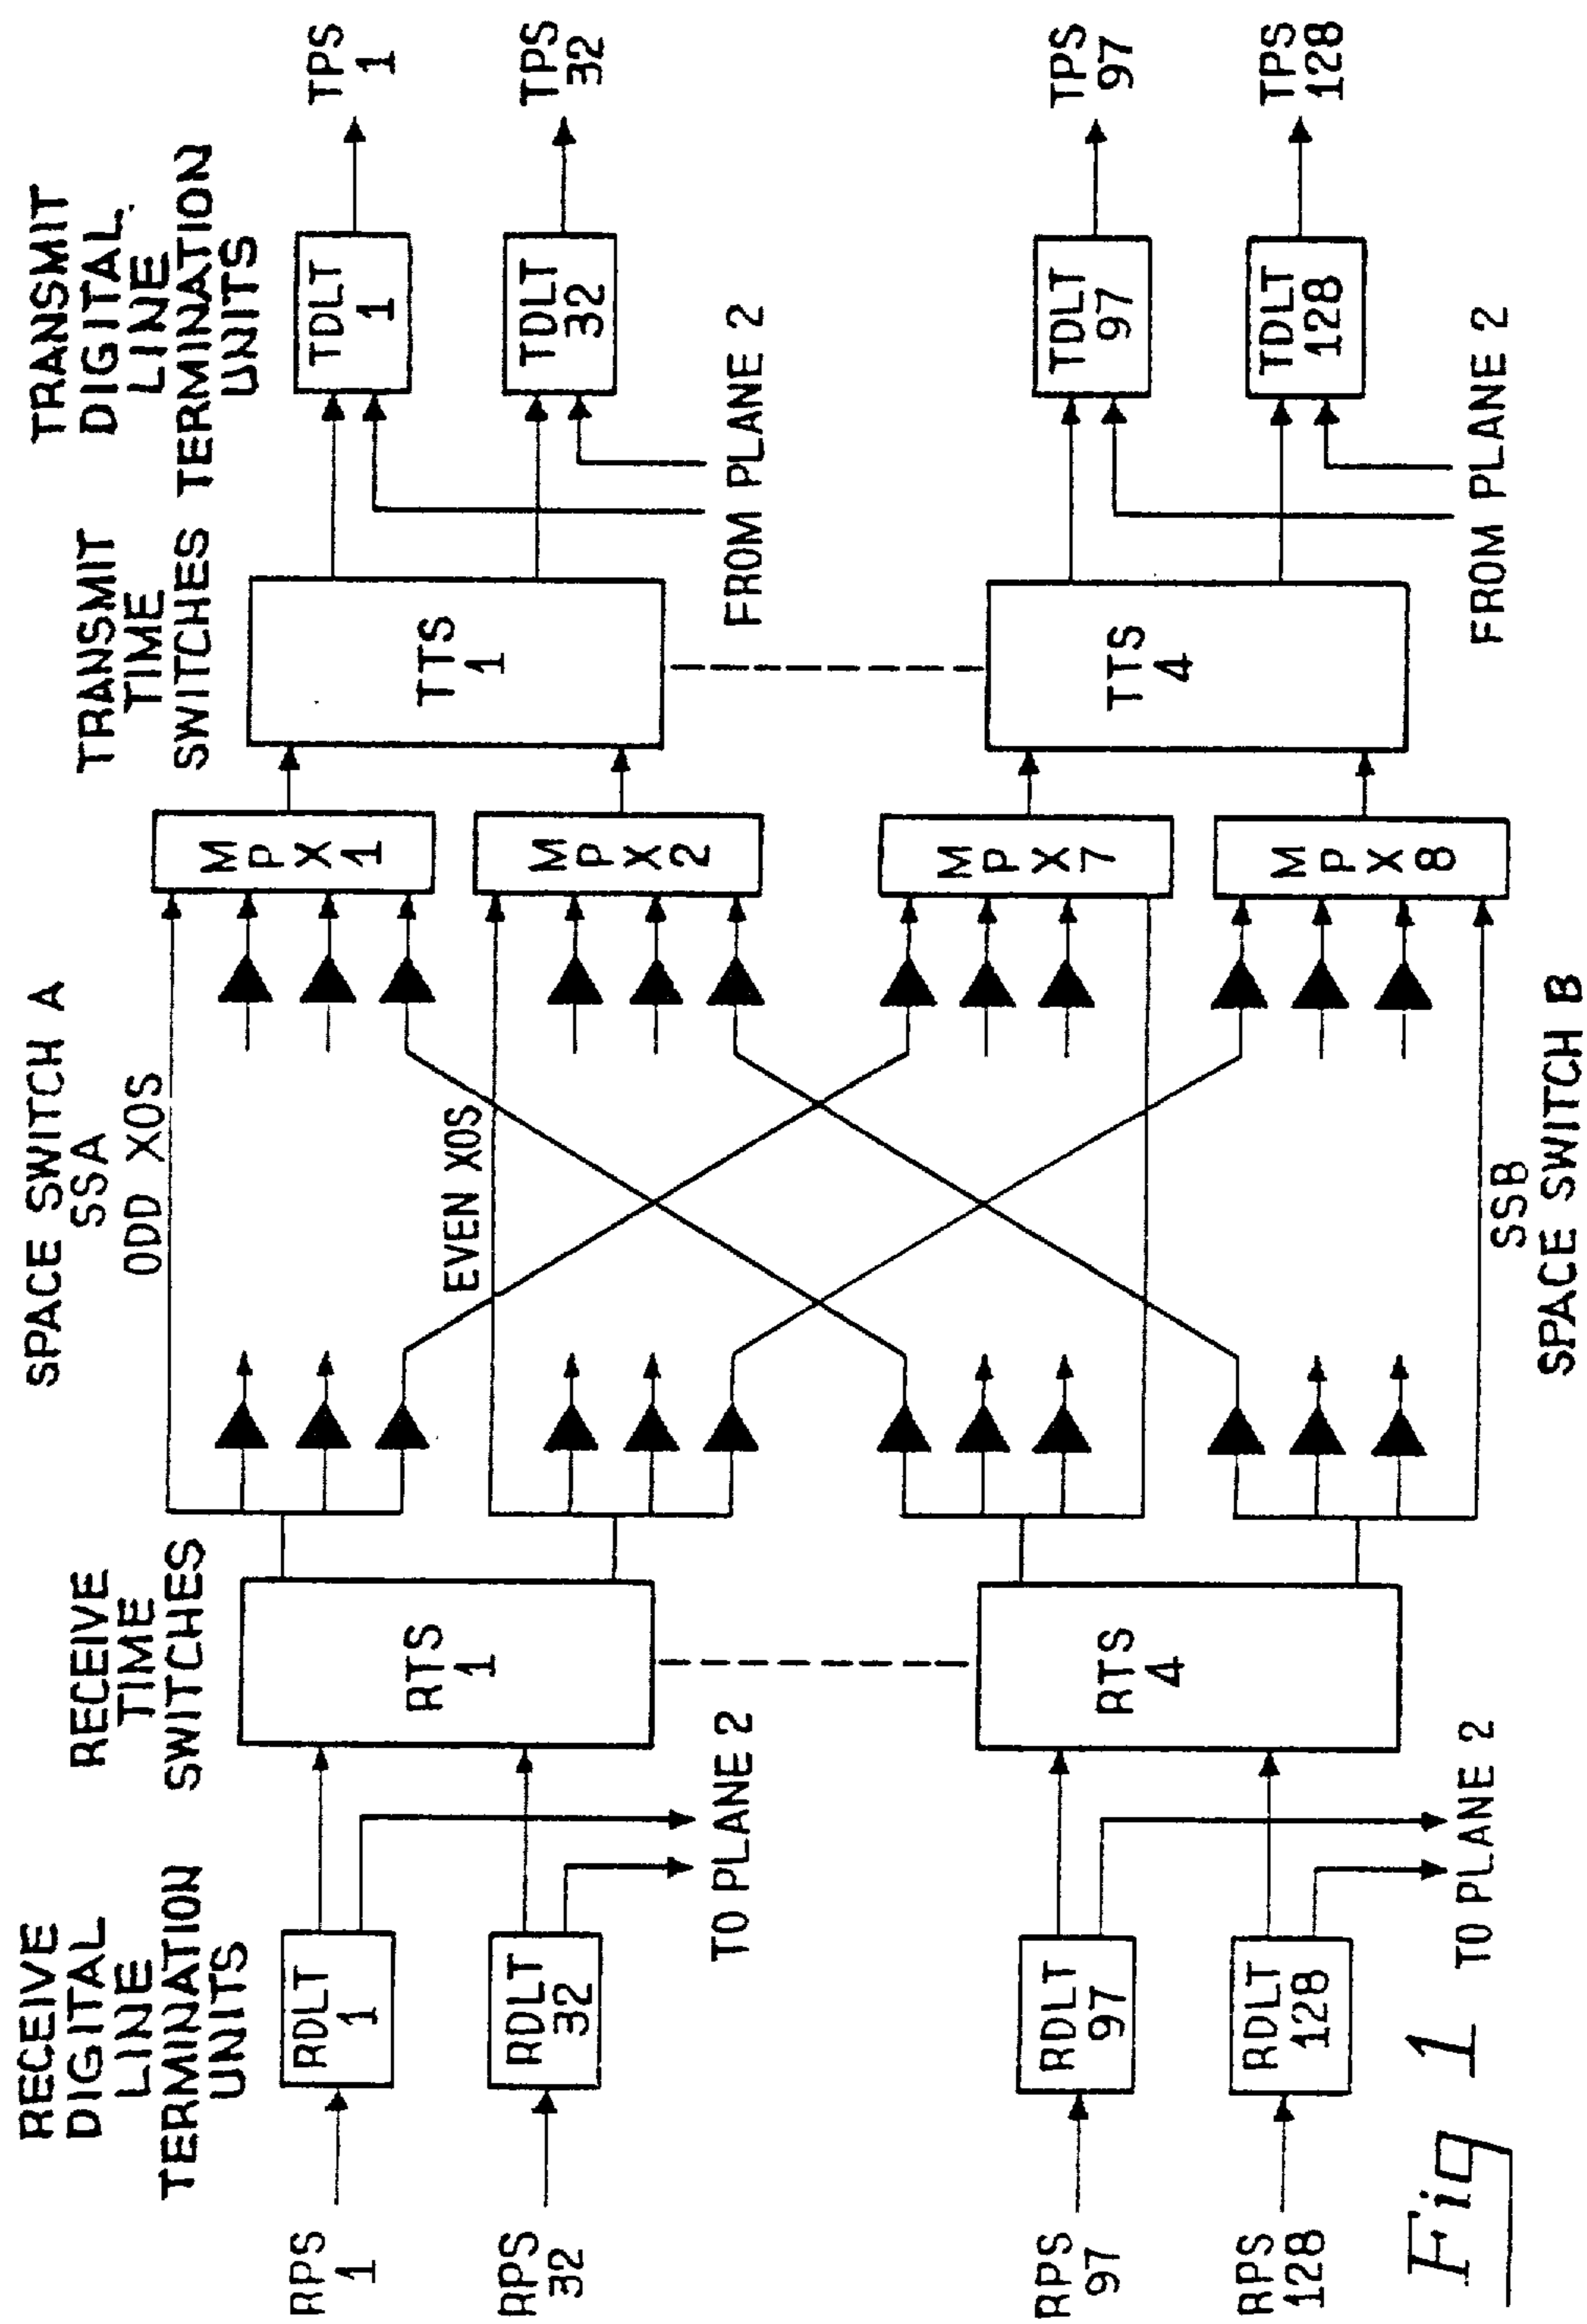 RECEIVE
DIGITAL
LINE
TERMINATION
UNITS
RECEIVE
TIME
SWITCHES
SPACE SWITCH A
SSA
ODD XOS
TRANSMIT
TIME
SWITCHES
TRANSMIT
DIGITAL
LINE
TERMINATION
UNITS
RPS
1
RDLT
1
RTS
1
MPX1
TTS
1
TDLT
1
TPS
1
RPS
32
RDLT
32
EVEN XOS
MPX2
TDLT
32
TPS
32
TO PLANE 2
FROM PLANE 2
RPS
97
RDLT
97
RTS
4
MPX7
TTS
4
TDLT
97
TPS
97
RPS
128
RDLT
128
MPX8
TDLT
128
TPS
128
TO PLANE 2
SSB
SPACE SWITCH B
FROM PLANE 2
Fig 1